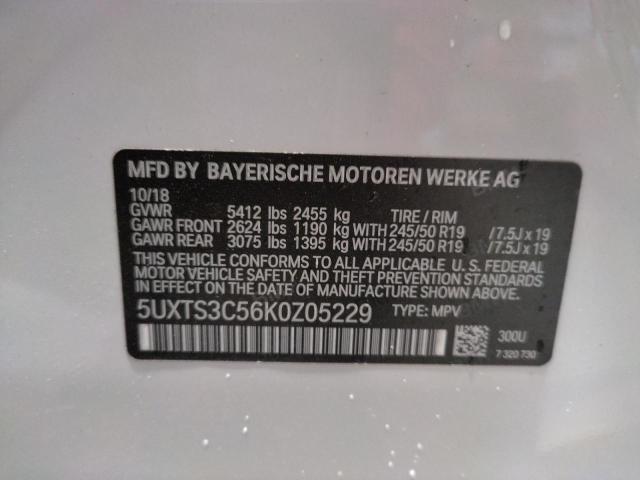 MFD BY BAYERISCHE MOTOREN WERKE AG
10/18
GVWR 5412 lbs 2455 kg TIRE / RIM
GAWR FRONT 2624 lbs 1190 kg WITH 245/50 R19 /7.5J x 19
GAWR REAR 3075 lbs 1395 kg WITH 245/50 R19 /7.5J x 19
THIS VEHICLE CONFORMS TO ALL APPLICABLE U. S. FEDERAL
MOTOR VEHICLE SAFETY AND THEFT PREVENTION STANDARDS
IN EFFECT ON THE DATE OF MANUFACTURE SHOWN ABOVE.
5UXTS3C56K0Z05229 TYPE: MPV
300U
7 320 730